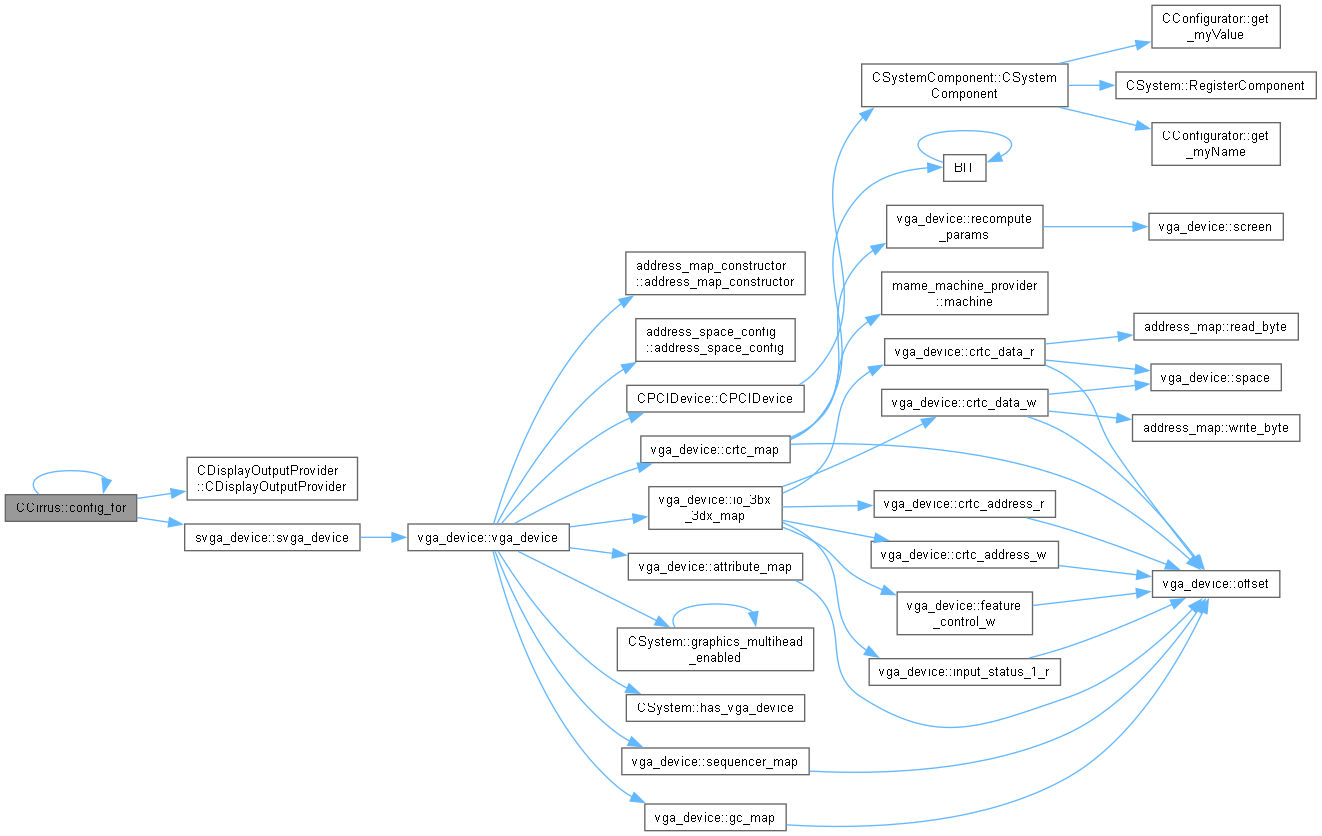 CConfigurator::get
_myValue
CSystemComponent::CSystem
Component
CSystem::RegisterComponent
CConfigurator::get
_myName
BIT
vga_device::recompute
_params
vga_device::screen
address_map_constructor
::address_map_constructor
mame_machine_provider
::machine
address_space_config
::address_space_config
address_map::read_byte
vga_device::crtc_data_r
vga_device::space
CPCIDevice::CPCIDevice
vga_device::crtc_data_w
address_map::write_byte
vga_device::crtc_map
CDisplayOutputProvider
::CDisplayOutputProvider
vga_device::io_3bx
_3dx_map
vga_device::crtc_address_r
CCirrus::config_for
svga_device::svga_device
vga_device::vga_device
vga_device::crtc_address_w
vga_device::attribute_map
vga_device::offset
vga_device::feature
_control_w
CSystem::graphics_multihead
_enabled
vga_device::input_status_1_r
CSystem::has_vga_device
vga_device::sequencer_map
vga_device::gc_map